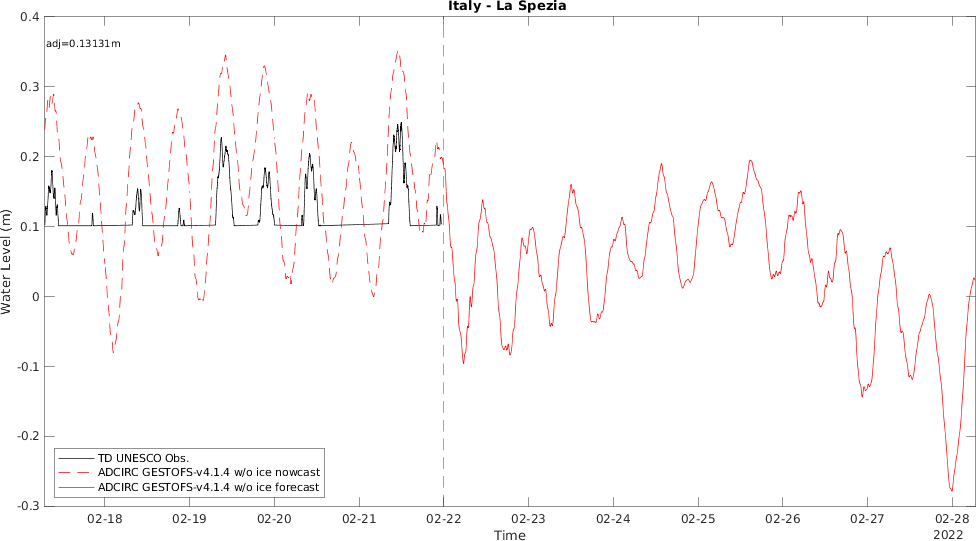 Italy - La Spezia
adj=0.13131m
0.4
0.3
0.2
0.1
0
-0.1
-0.2
-0.3
Water Level (m)
TD UNESCO Obs.
ADCIRC GESTOFS-v4.1.4 w/o ice nowcast
ADCIRC GESTOFS-v4.1.4 w/o ice forecast
02-18 02-19 02-20 02-21 02-22 02-23 02-24 02-25 02-26 02-27 02-28
Time
2022